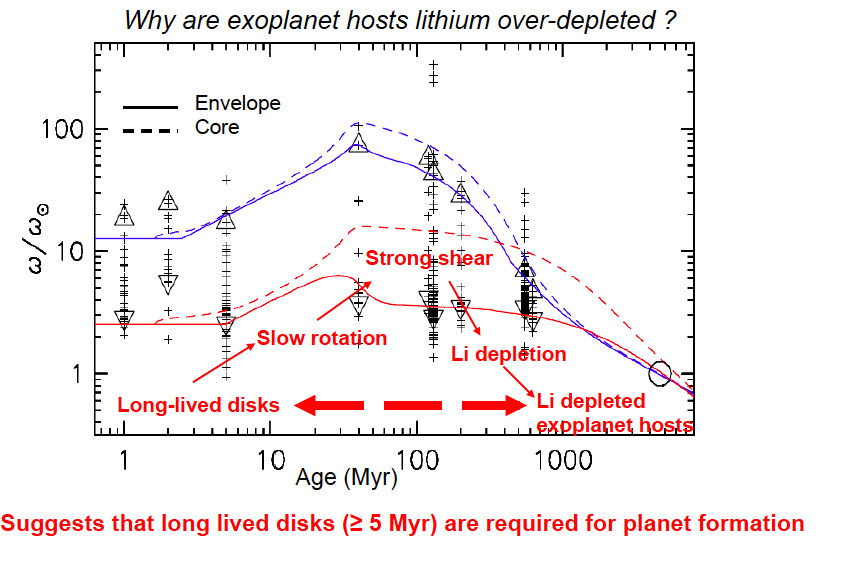 Why are exoplanet hosts lithium over-depleted ?
Envelope
Core
100
10
1
ω/ω⊙
Strong shear
Slow rotation
Li depletion
Long-lived disks
Li depleted
exoplanet hosts
1
10
100
1000
Age (Myr)
Suggests that long lived disks (≥ 5 Myr) are required for planet formation